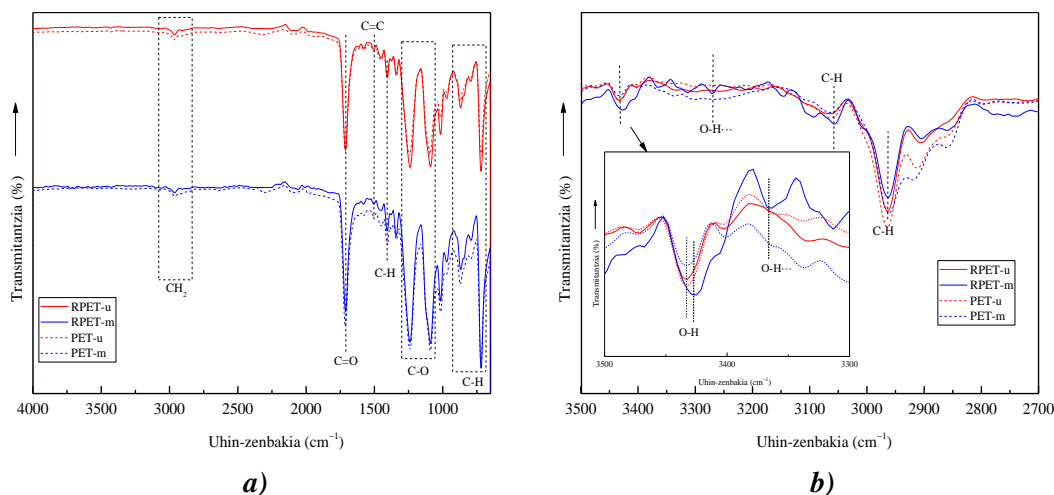 C=C
Transmitantzia (%)
CH2
C-H
C=O
C-O
C-H
RPET-u
RPET-m
PET-u
PET-m
4000 3500 3000 2500 2000 1500 1000
Uhin-zenbakia (cm−1)
a)
C-H
O-H···
Transmitantzia (%)
Transmitantzia (%)
O-H···
O-H
3500 3400 3300
Uhin-zenbakia (cm−1)
C-H
RPET-u
RPET-m
PET-u
PET-m
3500 3400 3300 3200 3100 3000 2900 2800 2700
Uhin-zenbakia (cm−1)
b)